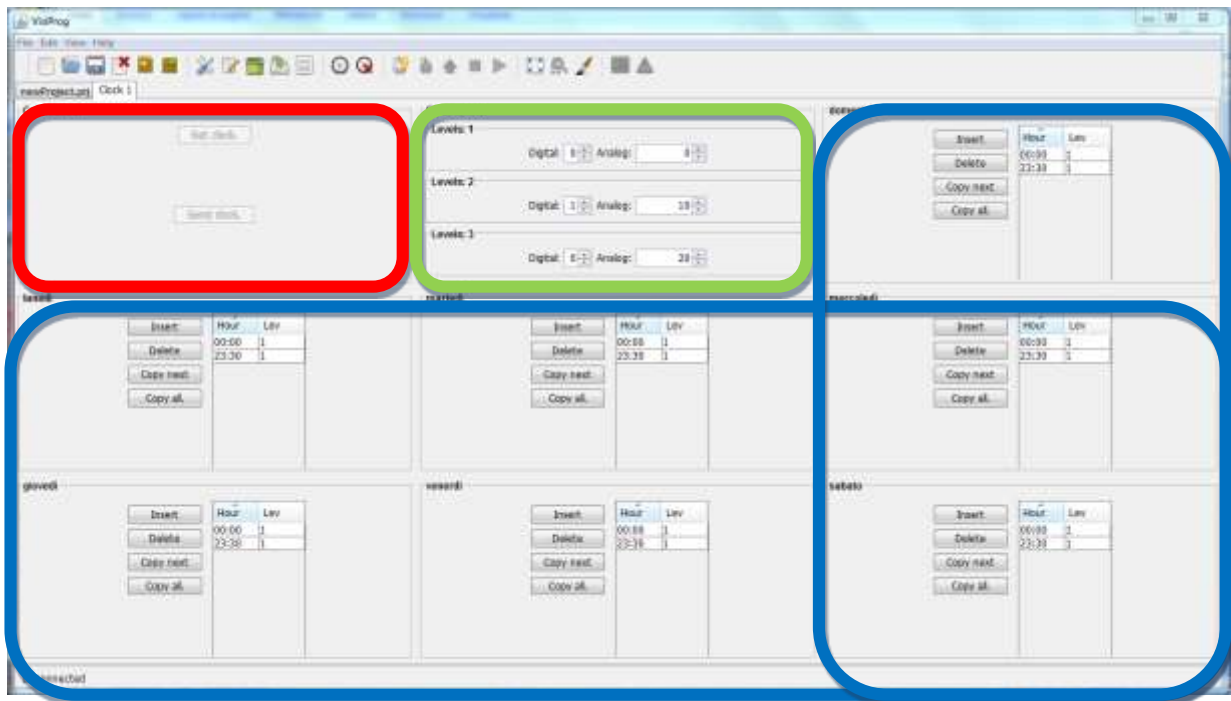 VisProg
File Edit View Help
newProject.prj Clock 1
Set clock.
Send clock.
Levels: 1
Digital: Analog:
Levels: 2
Digital: 1 Analog: 10
Levels: 3
Digital: Analog: 20
Insert
Delete
Copy next
Copy all.
Hour Lev
00:00 1
23:30 1
lunedì
Insert
Delete
Copy next
Copy all.
Hour Lev
00:00 1
23:30 1
martedì
Insert
Delete
Copy next
Copy all.
Hour Lev
00:00 1
23:30 1
mercoledì
Insert
Delete
Copy next
Copy all.
Hour Lev
00:00 1
23:30 1
giovedì
Insert
Delete
Copy next
Copy all.
Hour Lev
00:00 1
23:30 1
venerdì
Insert
Delete
Copy next
Copy all.
Hour Lev
00:00 1
23:30 1
sabato
Insert
Delete
Copy next
Copy all.
Hour Lev
00:00 1
23:30 1